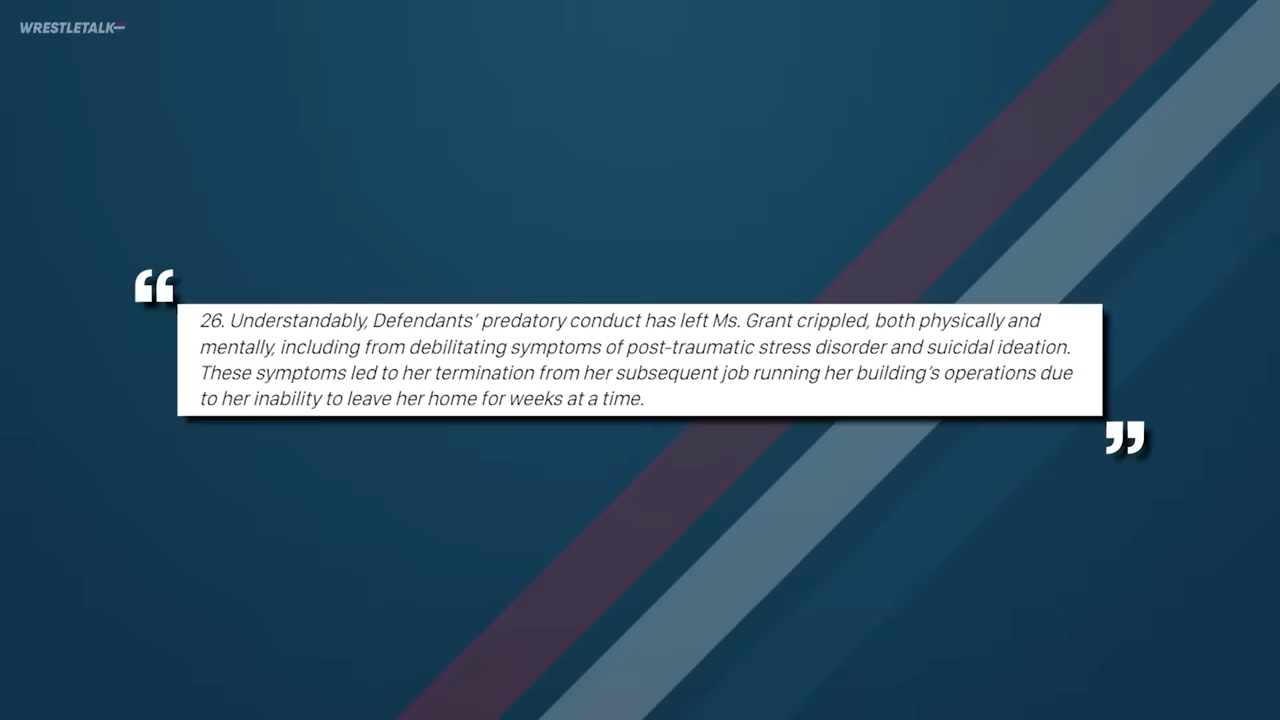 WRESTLETALK
“
26. Understandably, Defendants’ predatory conduct has left Ms. Grant crippled, both physically and
mentally, including from debilitating symptoms of post-traumatic stress disorder and suicidal ideation.
These symptoms led to her termination from her subsequent job running her building’s operations due
to her inability to leave her home for weeks at a time.
”